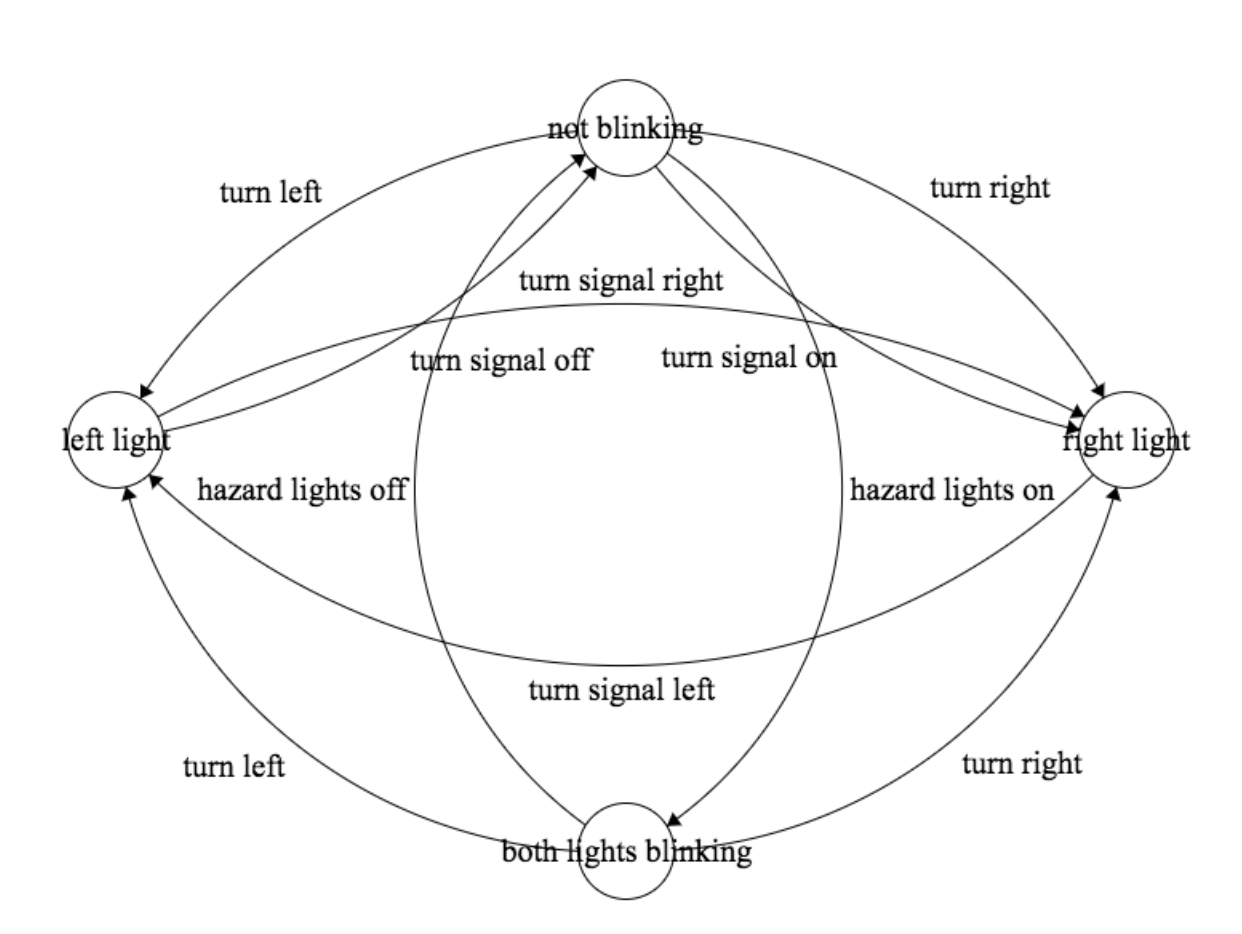 not blinking
turn left
turn right
turn signal right
turn signal off
turn signal on
left light
right light
hazard lights off
hazard lights on
turn signal left
turn left
turn right
both lights blinking